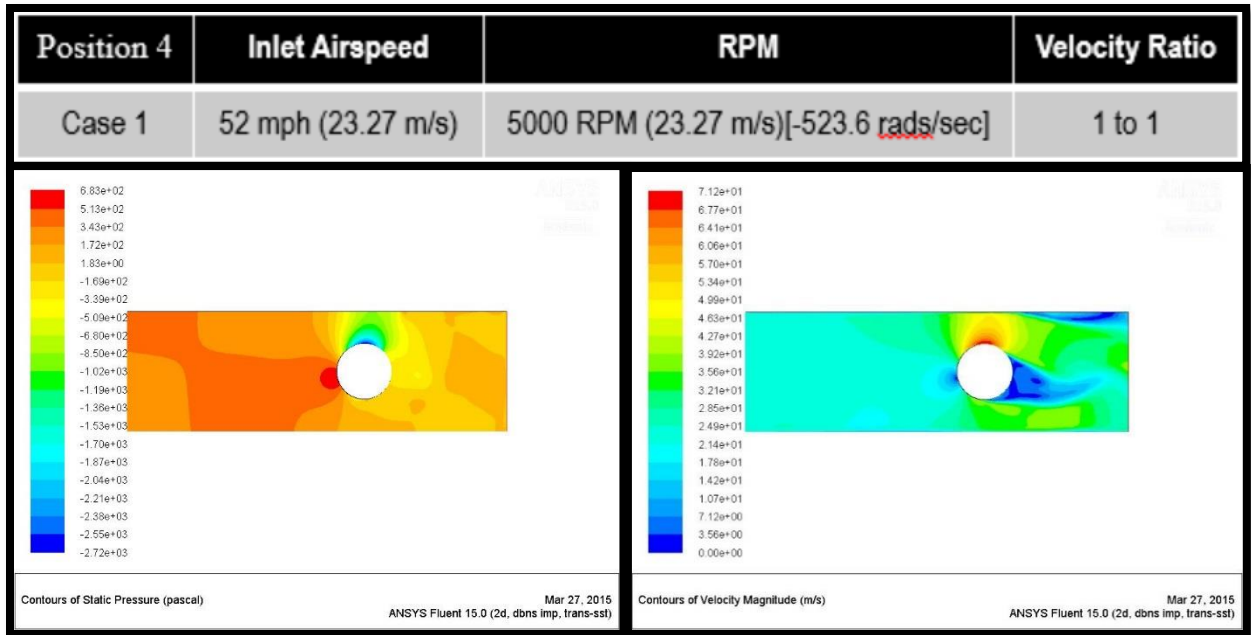 Position 4 Inlet Airspeed RPM Velocity Ratio
Case 1 52 mph (23.27 m/s) 5000 RPM (23.27 m/s)[-523.6 rads/sec] 1 to 1
6.83e+02
5.13e+02
3.43e+02
1.72e+02
1.83e+00
-1.69e+02
-3.39e+02
-5.09e+02
-6.80e+02
-8.50e+02
-1.02e+03
-1.19e+03
-1.36e+03
-1.53e+03
-1.70e+03
-1.87e+03
-2.04e+03
-2.21e+03
-2.38e+03
-2.55e+03
-2.72e+03
Contours of Static Pressure (pascal)
Mar 27, 2015
ANSYS Fluent 15.0 (2d, dbns imp, trans-sst)
7.12e+01
6.77e+01
6.41e+01
6.06e+01
5.70e+01
5.34e+01
4.99e+01
4.63e+01
4.27e+01
3.92e+01
3.56e+01
3.21e+01
2.85e+01
2.49e+01
2.14e+01
1.78e+01
1.42e+01
1.07e+01
7.12e+00
3.56e+00
0.00e+00
Contours of Velocity Magnitude (m/s)
Mar 27, 2015
ANSYS Fluent 15.0 (2d, dbns imp, trans-sst)